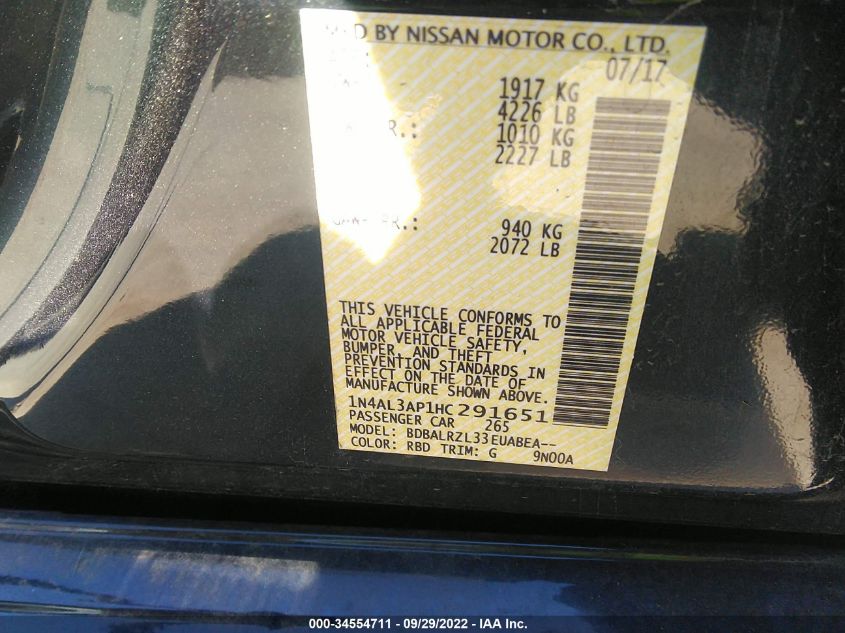 BY NISSAN MOTOR CO., LTD.
07/17
1917 KG
4226 LB
1010 KG
2227 LB
940 KG
2072 LB
THIS VEHICLE CONFORMS TO
ALL APPLICABLE FEDERAL
MOTOR VEHICLE SAFETY,
BUMPER, AND THEFT
PREVENTION STANDARDS IN
EFFECT ON THE DATE OF
MANUFACTURE SHOWN ABOVE.
1N4AL3AP1HC291651
PASSENGER CAR 265
MODEL: BDBALRZL33EUABEA--
COLOR: RBD TRIM: G 9N00A
000-34554711 - 09/29/2022 - IAA Inc.